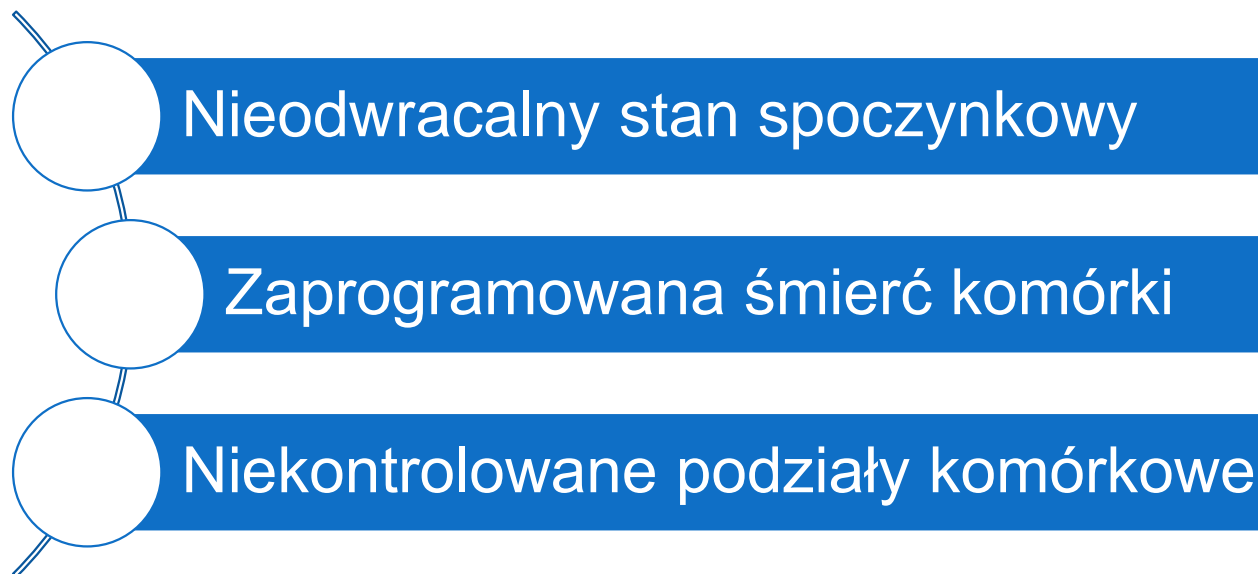 Nieodwracalny stan spoczynkowy
Zaprogramowana śmierć komórki
Niekontrolowane podziały komórkowe